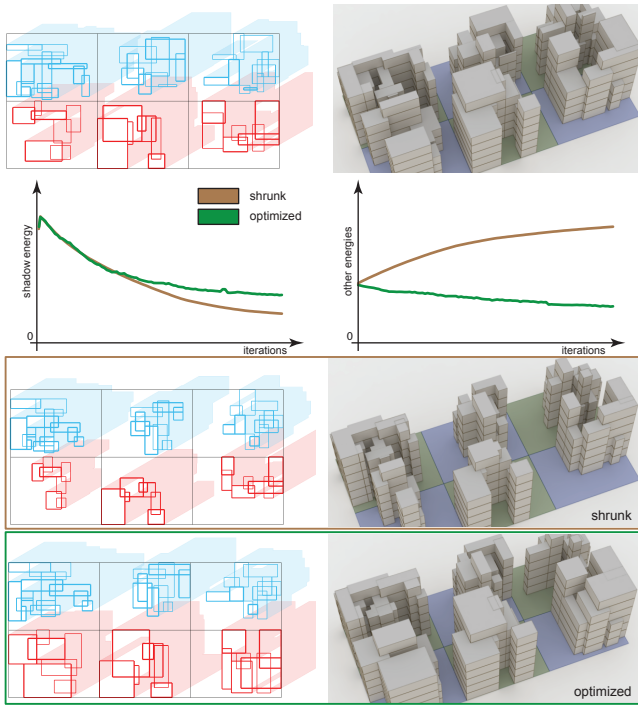 shrunk
optimized
shadow energy
0
iterations
other energies
0
iterations
shrunk
optimized